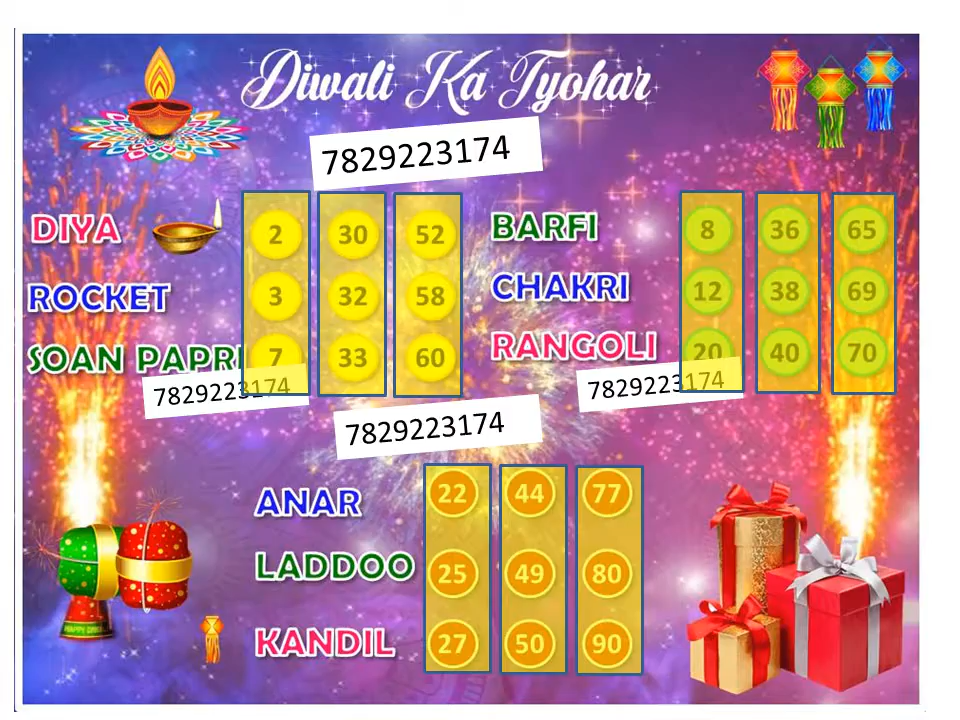 Diwali Ka Tyohar
7829223174
DIYA 2 30 52
ROCKET 3 32 58
SOAN PAPRI 7 33 60
7829223174
BARFI 8 36 65
CHAKRI 12 38 69
RANGOLI 20 40 70
7829223174
7829223174
ANAR 22 44 77
LADDOO 25 49 80
KANDIL 27 50 90